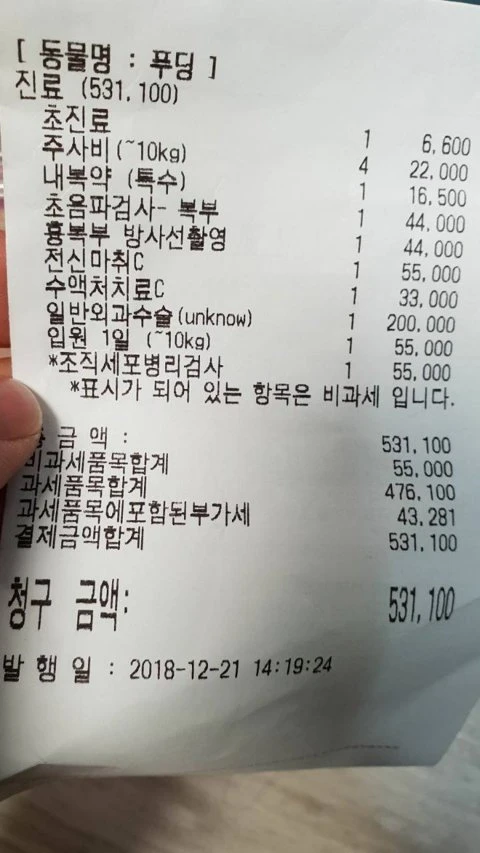 [ 동물명 : 푸딩 ]
진료 (531,100)
초진료 1 6,600
주사비(~10kg) 4 22,000
내복약 (특수) 1 16,500
초음파검사- 복부 1 44,000
흉복부 방사선촬영 1 44,000
전신마취C 1 55,000
수액처치료C 1 33,000
일반외과수술(unknow) 1 200,000
입원 1일 (~10kg) 1 55,000
*조직세포병리검사 1 55,000
*표시가 되어 있는 항목은 비과세 입니다.
금 액 : 531,100
비과세품목합계 55,000
과세품목합계 476,100
과세품목에포함된부가세 43,281
결제금액합계 531,100
청구 금액: 531,100
발 행 일 : 2018-12-21 14:19:24